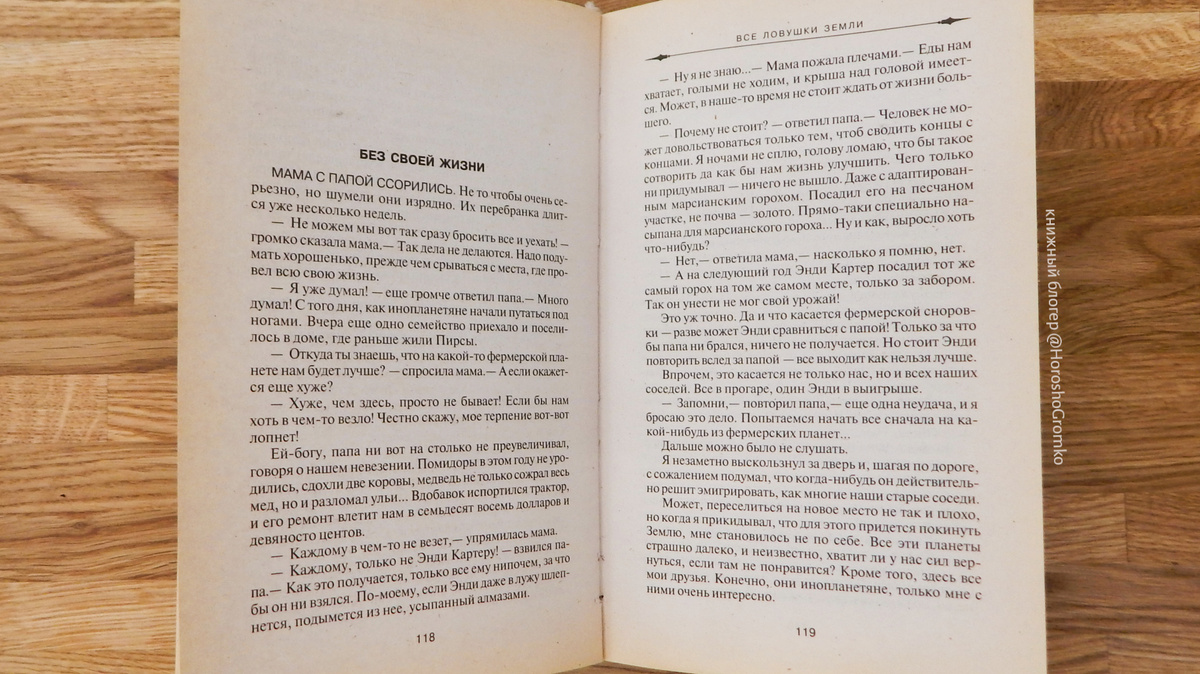 БЕЗ СВОЕЙ ЖИЗНИ
МАМА С ПАПОЙ ССОРИЛИСЬ. Не то чтобы очень се-
рьезно, но шумели они изрядно. Их перебранка длит-
ся уже несколько недель.
— Не можем мы вот так сразу бросить все и уехать! —
громко сказала мама.— Так дела не делаются. Надо поду-
мать хорошенько, прежде чем срываться с места, где про-
вел всю свою жизнь.
— Я уже думал! — еще громче ответил папа.— Много
думал! С того дня, как инопланетяне начали путаться под
ногами. Вчера еще одно семейство приехало и посели-
лось в доме, где раньше жили Пирсы.
— Откуда ты знаешь, что на какой-то фермерской пла-
нете нам будет лучше? — спросила мама.— А если окажет-
ся еще хуже?
— Хуже, чем здесь, просто не бывает! Если бы нам
хоть в чем-то везло! Честно скажу, мое терпение вот-вот
лопнет!
Ей-богу, папа ни вот на столько не преувеличивал,
говоря о нашем невезении. Помидоры в этом году не уро-
дились, сдохли две коровы, медведь не только сожрал весь
мед, но и разломал ульи... Вдобавок испортился трактор,
и его ремонт влетит нам в семьдесят восемь долларов и
девяносто центов.
— Каждому в чем-то не везет,— упрямилась мама.
— Каждому, только не Энди Картеру! — взвился па-
па.— Как это получается, только все ему нипочем, за что
бы он ни взялся. По-моему, если Энди даже в лужу шлеп-
нется, подымется из нее, усыпанный алмазами.
118
ВСЕ ЛОВУШКИ ЗЕМЛИ
— Ну я не знаю...— Мама пожала плечами.— Еды нам
хватает, голыми не ходим, и крыша над головой имеет-
ся. Может, в наше-то время не стоит ждать от жизни боль-
шего.
— Почему не стоит? — ответил папа.— Человек не мо-
жет довольствоваться только тем, чтоб сводить концы с
концами. Я ночами не сплю, голову ломаю, что бы такое
сотворить да как бы нам жизнь улучшить. Чего только
ни придумывал — ничего не вышло. Даже с адаптирован-
ным марсианским горохом. Посадил его на песчаном
участке, не почва — золото. Прямо-таки специально на-
сыпана для марсианского гороха... Ну и как, выросло хоть
что-нибудь?
— Нет,— ответила мама,— насколько я помню, нет.
— А на следующий год Энди Картер посадил тот же
самый горох на том же самом месте, только за забором.
Так он унести не мог свой урожай!
Это уж точно. Да и что касается фермерской сноров-
ки — разве может Энди сравниться с папой! Только за что
бы папа ни брался, ничего не получается. Но стоит Энди
повторить вслед за папой — все выходит как нельзя лучше.
Впрочем, это касается не только нас, но и всех наших
соседей. Все в прогаре, один Энди в выигрыше.
— Запомни,— повторил папа,— еще одна неудача, и я
бросаю это дело. Попытаемся начать все сначала на ка-
кой-нибудь из фермерских планет...
Дальше можно было не слушать.
Я незаметно выскользнул за дверь и, шагая по дороге,
с сожалением подумал, что когда-нибудь он действитель-
но решит эмигрировать, как многие наши старые соседи.
Может, переселиться на новое место не так и плохо,
но когда я прикидывал, что для этого придется покинуть
Землю, мне становилось не по себе. Все эти планеты
страшно далеко, и неизвестно, хватит ли у нас сил вер-
нуться, если там не понравится? Кроме того, здесь все
мои друзья. Конечно, они инопланетяне, только мне с
ними очень интересно.
119
книжный блогер @HoroshoGromko